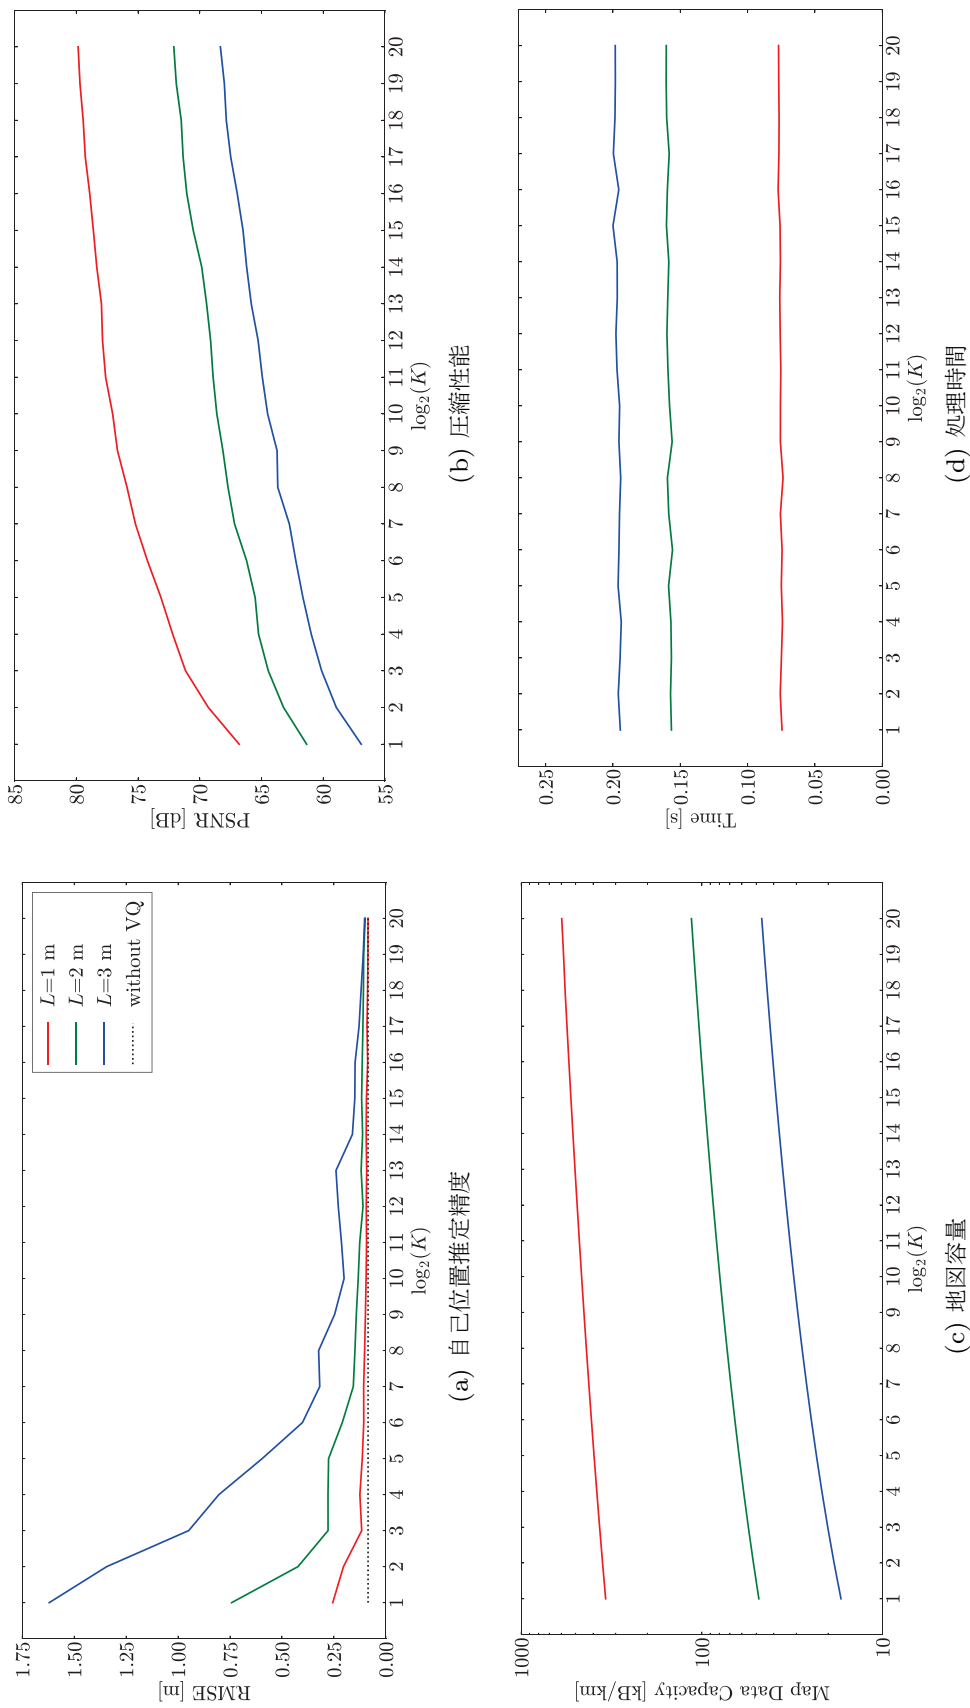 1.75
1.50
1.25
1.00
0.75
0.50
0.25
0.00
RMSE [m]
1 2 3 4 5 6 7 8 9 10 11 12 13 14 15 16 17 18 19 20
log₂(K)
L=1 m
L=2 m
L=3 m
without VQ
(a) 自己位置推定精度
85
80
75
70
65
60
55
PSNR [dB]
1 2 3 4 5 6 7 8 9 10 11 12 13 14 15 16 17 18 19 20
log₂(K)
(b) 圧縮性能
1000
100
10
Map Data Capacity [kB/km]
1 2 3 4 5 6 7 8 9 10 11 12 13 14 15 16 17 18 19 20
log₂(K)
(c) 地図容量
0.25
0.20
0.15
0.10
0.05
0.00
Time [s]
1 2 3 4 5 6 7 8 9 10 11 12 13 14 15 16 17 18 19 20
log₂(K)
(d) 処理時間